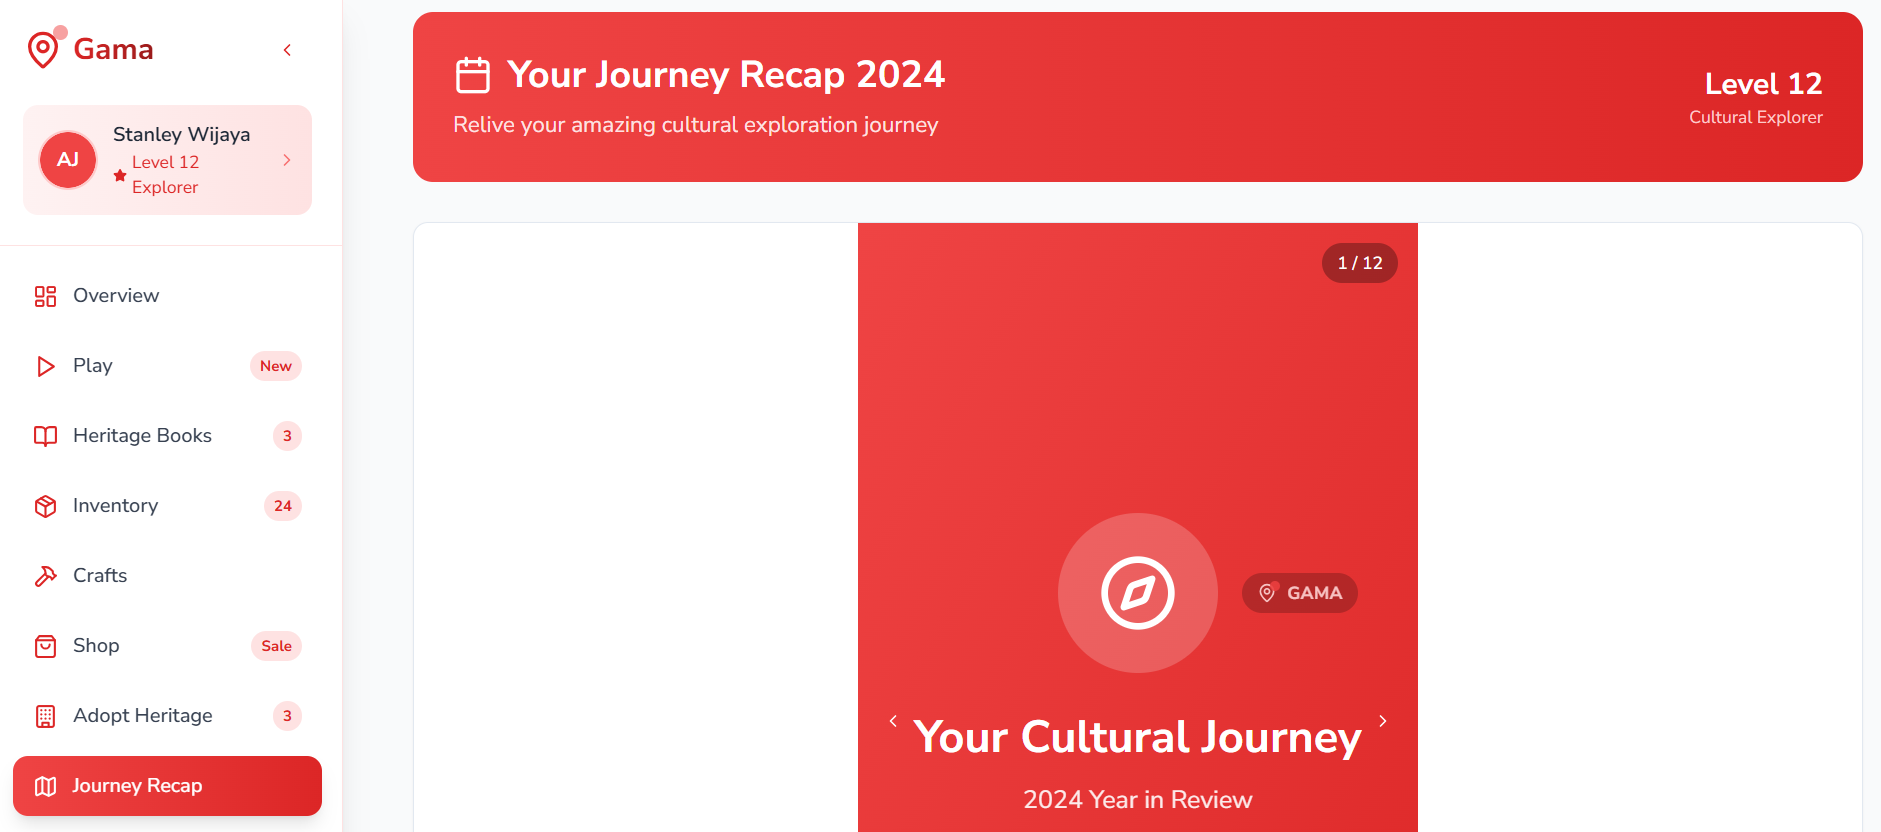 Gama
AJ
Stanley Wijaya
Level 12
Explorer
Overview
Play
New
Heritage Books
3
Inventory
24
Crafts
Shop
Sale
Adopt Heritage
3
Journey Recap
Your Journey Recap 2024
Relive your amazing cultural exploration journey
Level 12
Cultural Explorer
1 / 12
GAMA
Your Cultural Journey
2024 Year in Review